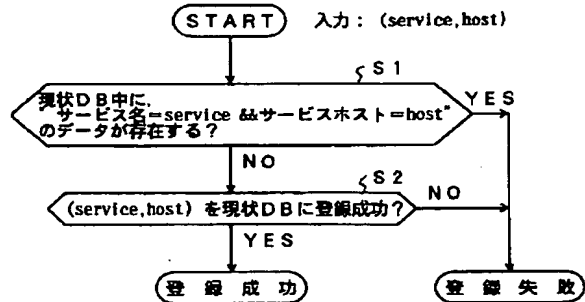 START
入力： (service,host)
S1
現状DB中に,
"サービス名＝service &&サービスホスト＝host"
のデータが存在する？
YES
NO
S2
(service,host) を現状DBに登録成功？
NO
YES
登録成功
登録失敗